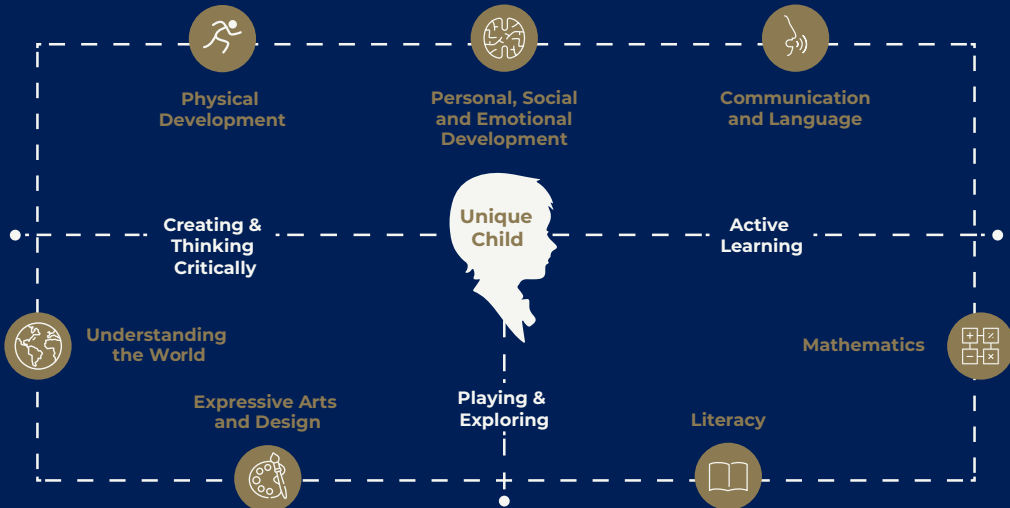 Physical
Development
Personal, Social
and Emotional
Development
Communication
and Language
Creating &
Thinking
Critically
Unique
Child
Active
Learning
Understanding
the World
Mathematics
Expressive Arts
and Design
Playing &
Exploring
Literacy